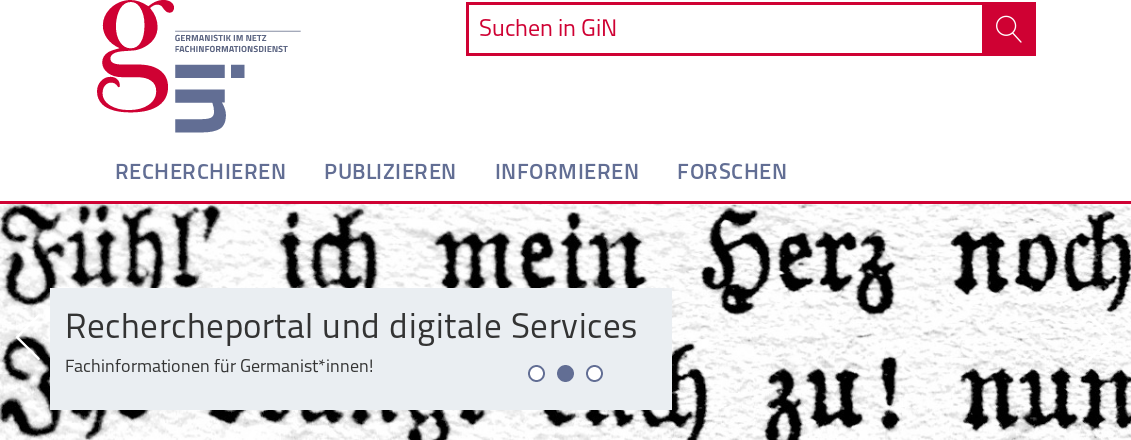 gin
GERMANISTIK IM NETZ
FACHINFORMATIONSDIENST
Suchen in GiN
RECHERCHIEREN PUBLIZIEREN INFORMIEREN FORSCHEN
Fühl' ich mein Herz noch
Rechercheportal und digitale Services
Fachinformationen für Germanist*innen!
zu! nun